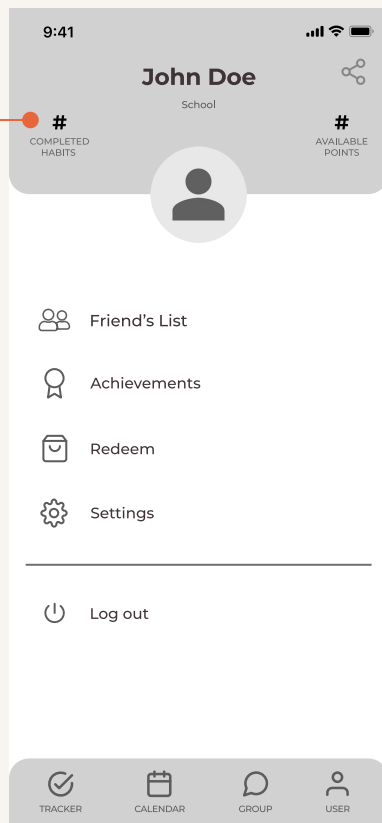 9:41
John Doe
School
#
COMPLETED
HABITS
#
AVAILABLE
POINTS
Friend's List
Achievements
Redeem
Settings
Log out
TRACKER
CALENDAR
GROUP
USER